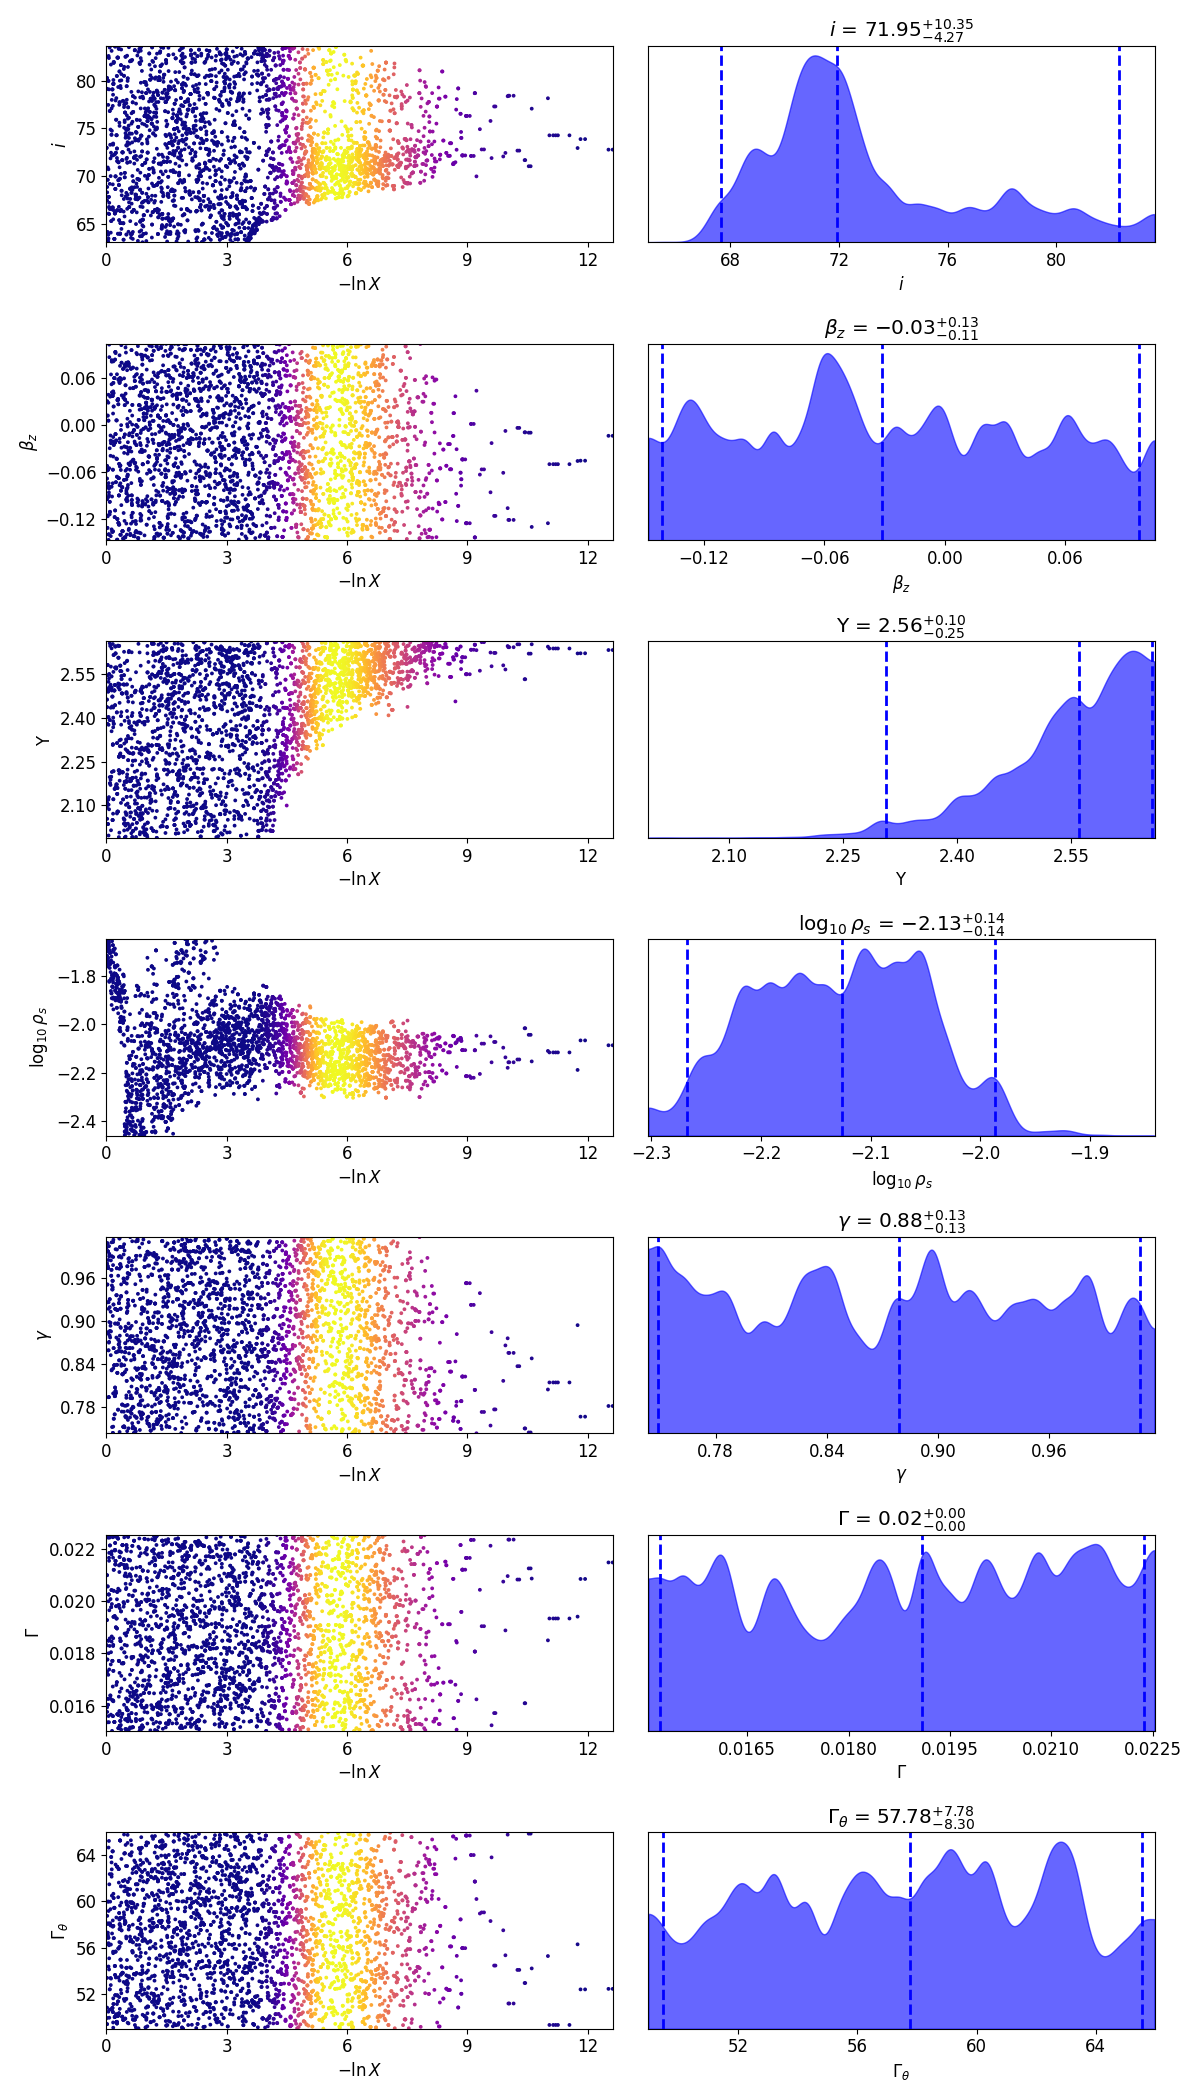 i = 71.95 +10.35 −4.27
80
75
70
65
i
0 3 6 9 12
−ln X
68 72 76 80
i
β_z = −0.03 +0.13 −0.11
0.06
0.00
−0.06
−0.12
β_z
0 3 6 9 12
−ln X
−0.12 −0.06 0.00 0.06
β_z
Υ = 2.56 +0.10 −0.25
2.55
2.40
2.25
2.10
Υ
0 3 6 9 12
−ln X
2.10 2.25 2.40 2.55
Υ
log₁₀ ρ_s = −2.13 +0.14 −0.14
−1.8
−2.0
−2.2
−2.4
log₁₀ ρ_s
0 3 6 9 12
−ln X
−2.3 −2.2 −2.1 −2.0 −1.9
log₁₀ ρ_s
γ = 0.88 +0.13 −0.13
0.96
0.90
0.84
0.78
γ
0 3 6 9 12
−ln X
0.78 0.84 0.90 0.96
γ
Γ = 0.02 +0.00 −0.00
0.022
0.020
0.018
0.016
Γ
0 3 6 9 12
−ln X
0.0165 0.0180 0.0195 0.0210 0.0225
Γ
Γ_θ = 57.78 +7.78 −8.30
64
60
56
52
Γ_θ
0 3 6 9 12
−ln X
52 56 60 64
Γ_θ